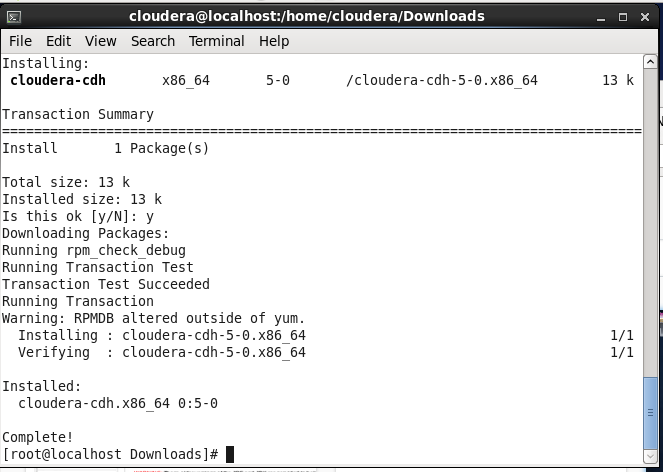 cloudera@localhost:/home/cloudera/Downloads
File Edit View Search Terminal Help
Installing:
 cloudera-cdh       x86_64       5-0       /cloudera-cdh-5-0.x86_64        13 k

Transaction Summary
================================================================================
Install       1 Package(s)

Total size: 13 k
Installed size: 13 k
Is this ok [y/N]: y
Downloading Packages:
Running rpm_check_debug
Running Transaction Test
Transaction Test Succeeded
Running Transaction
Warning: RPMDB altered outside of yum.
  Installing : cloudera-cdh-5-0.x86_64                                      1/1
  Verifying  : cloudera-cdh-5-0.x86_64                                      1/1

Installed:
  cloudera-cdh.x86_64 0:5-0

Complete!
[root@localhost Downloads]#